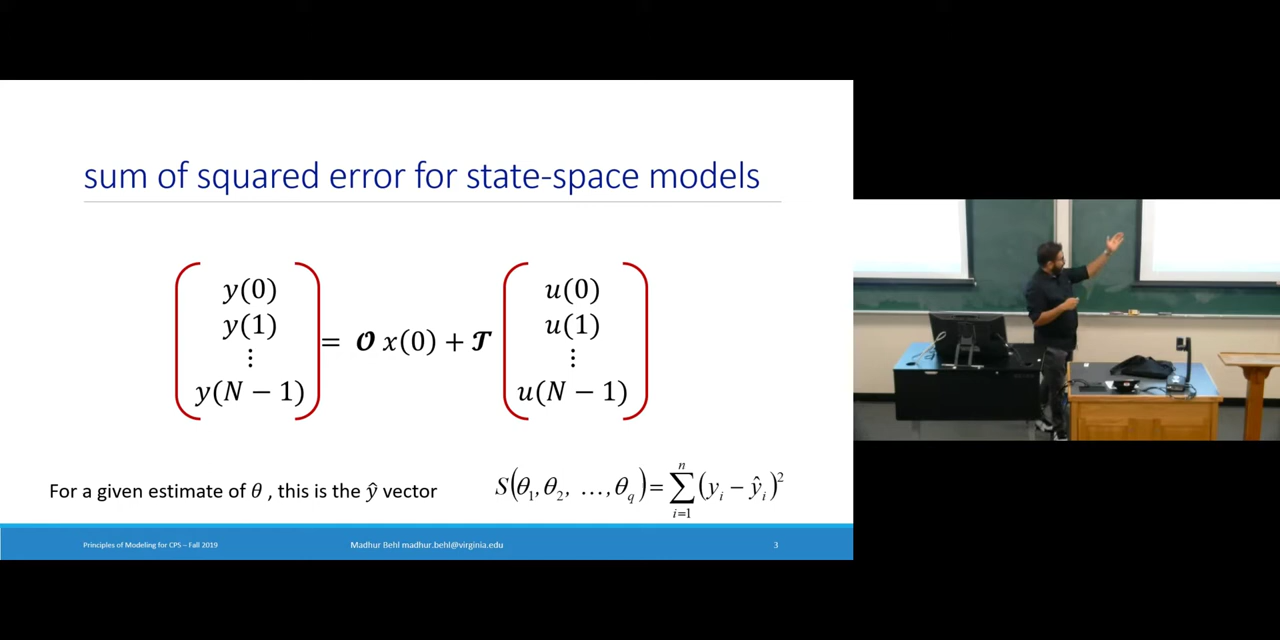 sum of squared error for state-space models
y(0)
y(1)
⋮
y(N − 1)
= 𝓞 x(0) + 𝓣
u(0)
u(1)
⋮
u(N − 1)
For a given estimate of θ , this is the ŷ vector
S(θ₁, θ₂, …, θ_q) = ∑_{i=1}^{n} (y_i − ŷ_i)²
Principles of Modeling for CPS – Fall 2019
Madhur Behl madhur.behl@virginia.edu
3